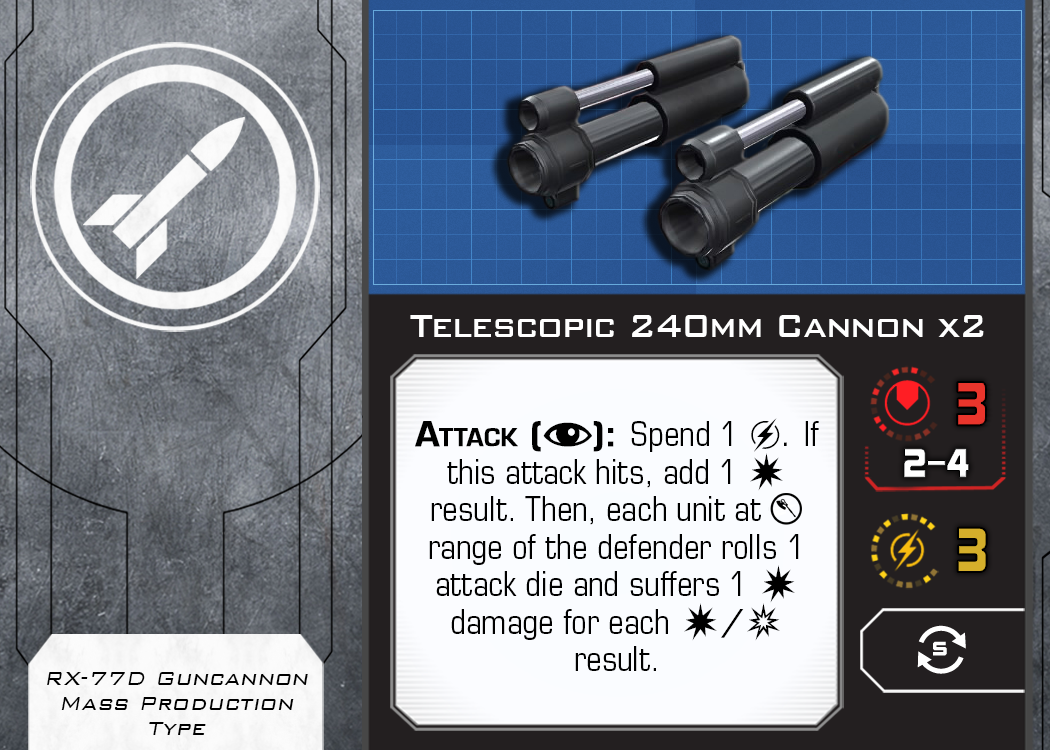 Telescopic 240mm Cannon x2
Attack ( ): Spend 1 . If
this attack hits, add 1
result. Then, each unit at
range of the defender rolls 1
attack die and suffers 1
damage for each /
result.
3
2–4
3
S
RX-77D Guncannon
Mass Production
Type